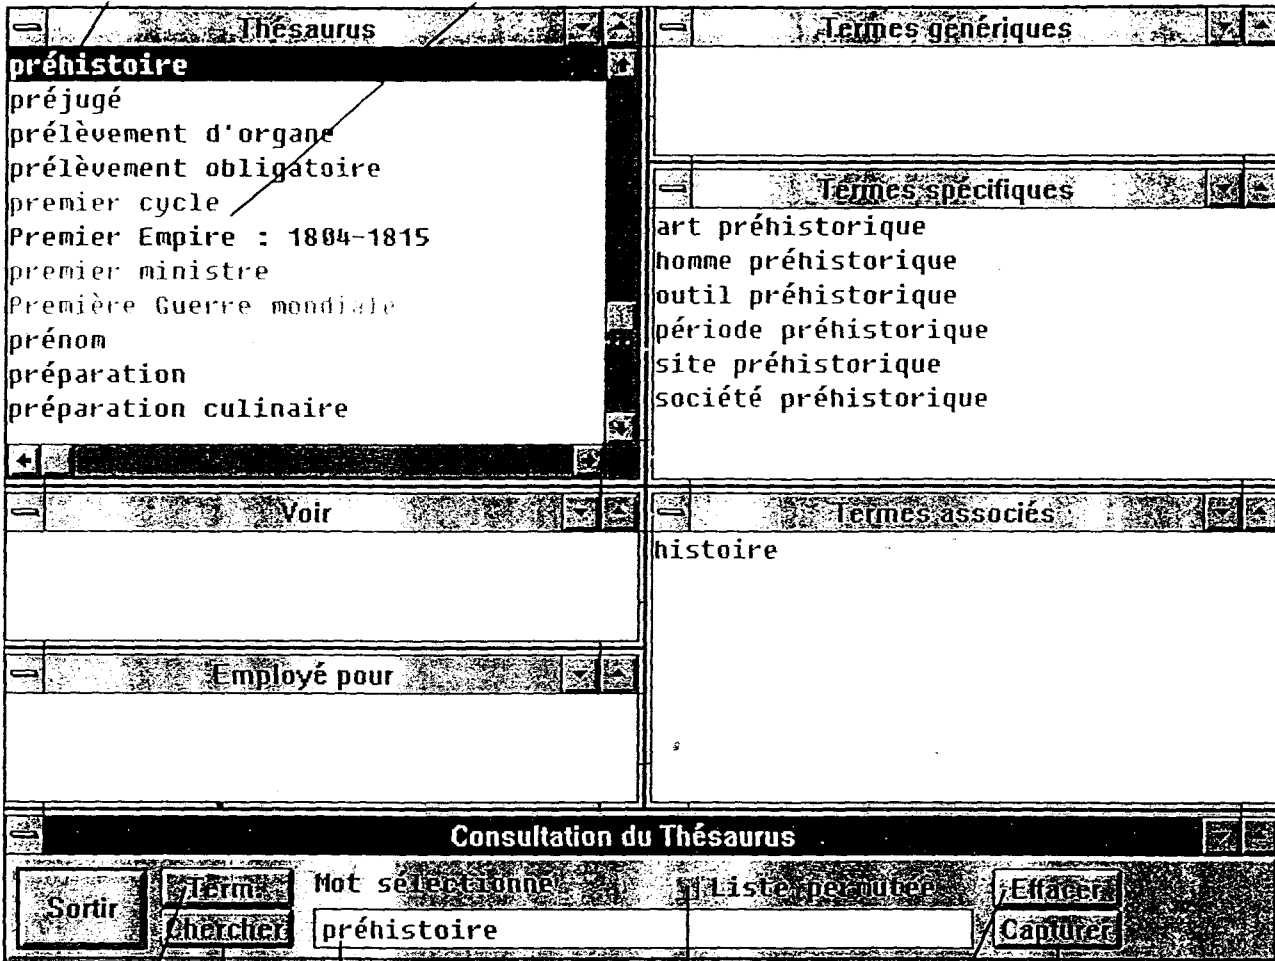 Thésaurus
préhistoire
préjugé
prélèvement d'organe
prélèvement obligatoire
premier cycle
Premier Empire : 1804-1815
premier ministre
Première Guerre mondiale
prénom
préparation
préparation culinaire
Voir
Employé pour
Termes génériques
Termes spécifiques
art préhistorique
homme préhistorique
outil préhistorique
période préhistorique
site préhistorique
société préhistorique
Termes associés
histoire
Consultation du Thésaurus
Sortir
Term.
Chercher
Mot selectionne
préhistoire
Liste permutee
Effacer
Capturer